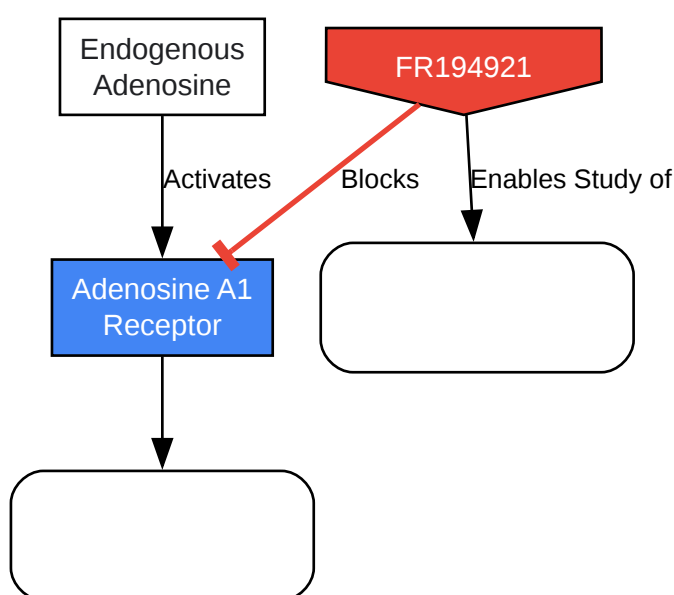 Endogenous
Adenosine
FR194921
Activates
Blocks
Enables Study of
Adenosine A1
Receptor